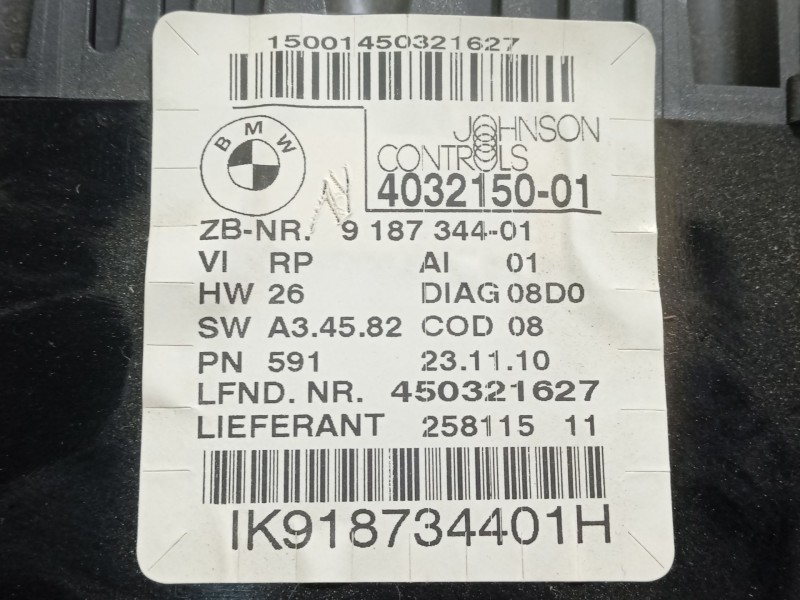 15001450321627
BMW
JOHNSON
CONTROLS
4032150-01
ZB-NR. 9 187 344-01
VI RP AI 01
HW 26 DIAG 08D0
SW A3.45.82 COD 08
PN 591 23.11.10
LFND. NR. 450321627
LIEFERANT 258115 11
IK918734401H